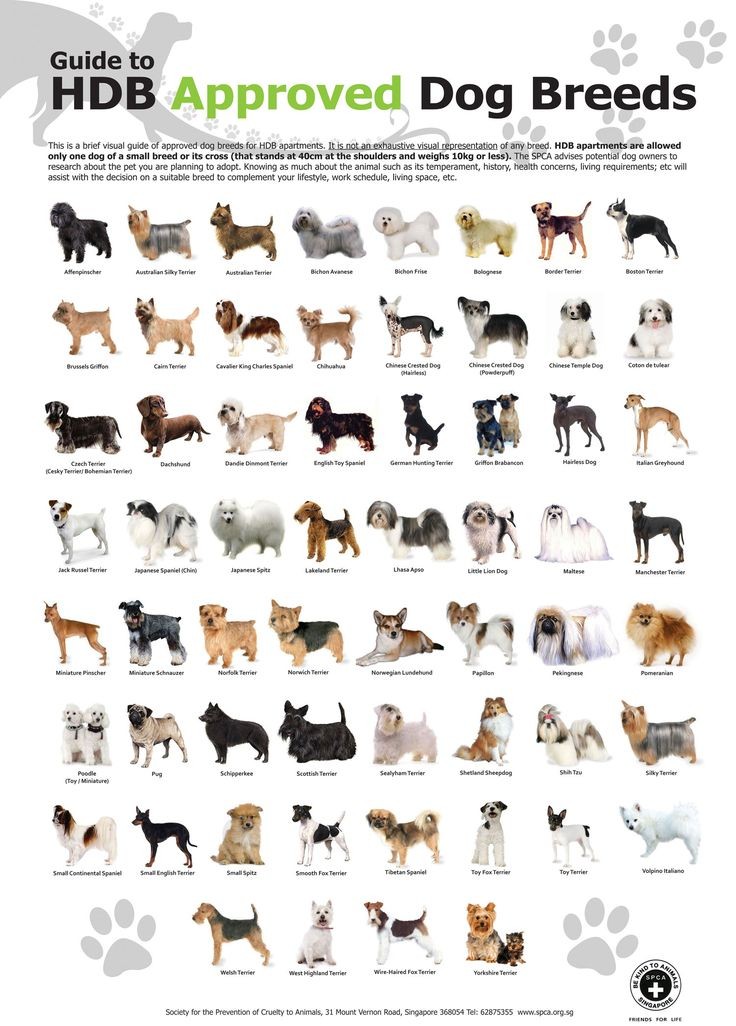 Guide to
HDB Approved Dog Breeds
This is a brief visual guide of approved dog breeds for HDB apartments. It is not an exhaustive visual representation of any breed. HDB apartments are allowed
only one dog of a small breed or its cross (that stands at 40cm at the shoulders and weighs 10kg or less). The SPCA advises potential dog owners to
research about the pet you are planning to adopt. Knowing as much about the animal such as its temperament, history, health concerns, living requirements; etc will
assist with the decision on a suitable breed to complement your lifestyle, work schedule, living space, etc.
Affenpinscher Australian Silky Terrier Australian Terrier Bichon Avanese Bichon Frise Bolognese Border Terrier Boston Terrier
Brussels Griffon Cairn Terrier Cavalier King Charles Spaniel Chihuahua Chinese Crested Dog Chinese Crested Dog Chinese Temple Dog Coton de tulear
(Hairless) (Powderpuff)
Czech Terrier Dachshund Dandie Dinmont Terrier English Toy Spaniel German Hunting Terrier Griffon Brabancon Hairless Dog Italian Greyhound
(Cesky Terrier/ Bohemian Terrier)
Jack Russel Terrier Japanese Spaniel (Chin) Japanese Spitz Lakeland Terrier Lhasa Apso Little Lion Dog Maltese Manchester Terrier
Miniature Pinscher Miniature Schnauzer Norfolk Terrier Norwich Terrier Norwegian Lundehund Papillon Pekingnese Pomeranian
Poodle Pug Schipperkee Scottish Terrier Sealyham Terrier Shetland Sheepdog Shih Tzu Silky Terrier
(Toy / Miniature)
Small Continental Spaniel Small English Terrier Small Spitz Smooth Fox Terrier Tibetan Spaniel Toy Fox Terrier Toy Terrier Volpino Italiano
Welsh Terrier West Highland Terrier Wire-Haired Fox Terrier Yorkshire Terrier
BE KIND TO ANIMALS
SPCA
SINGAPORE
FRIENDS FOR LIFE
Society for the Prevention of Cruelty to Animals, 31 Mount Vernon Road, Singapore 368054 Tel: 62875355 www.spca.org.sg